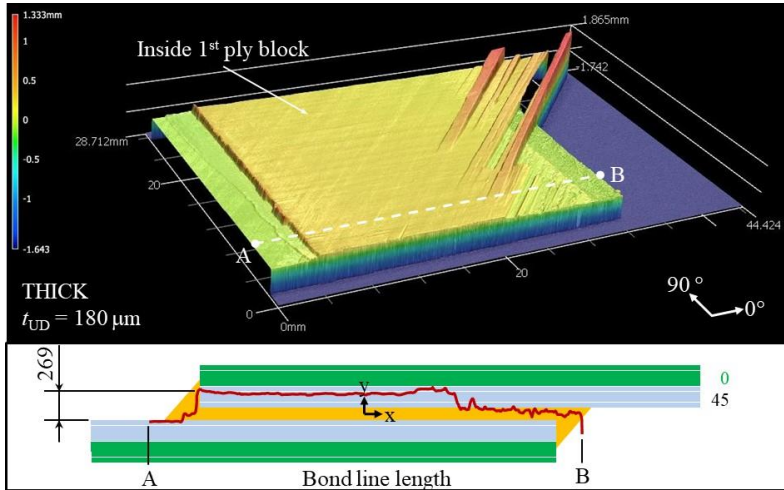 1.333mm
1
0.5
0
-0.5
-1
-1.643
Inside 1st ply block
1.865mm
-1.742
28.712mm
20
B
A
44.424
20
0
0mm
90 °
0°
THICK
tUD = 180 μm
269
0
45
y
x
A
Bond line length
B